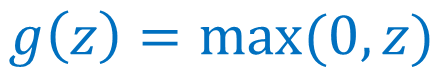 g(z) = max(0, z)